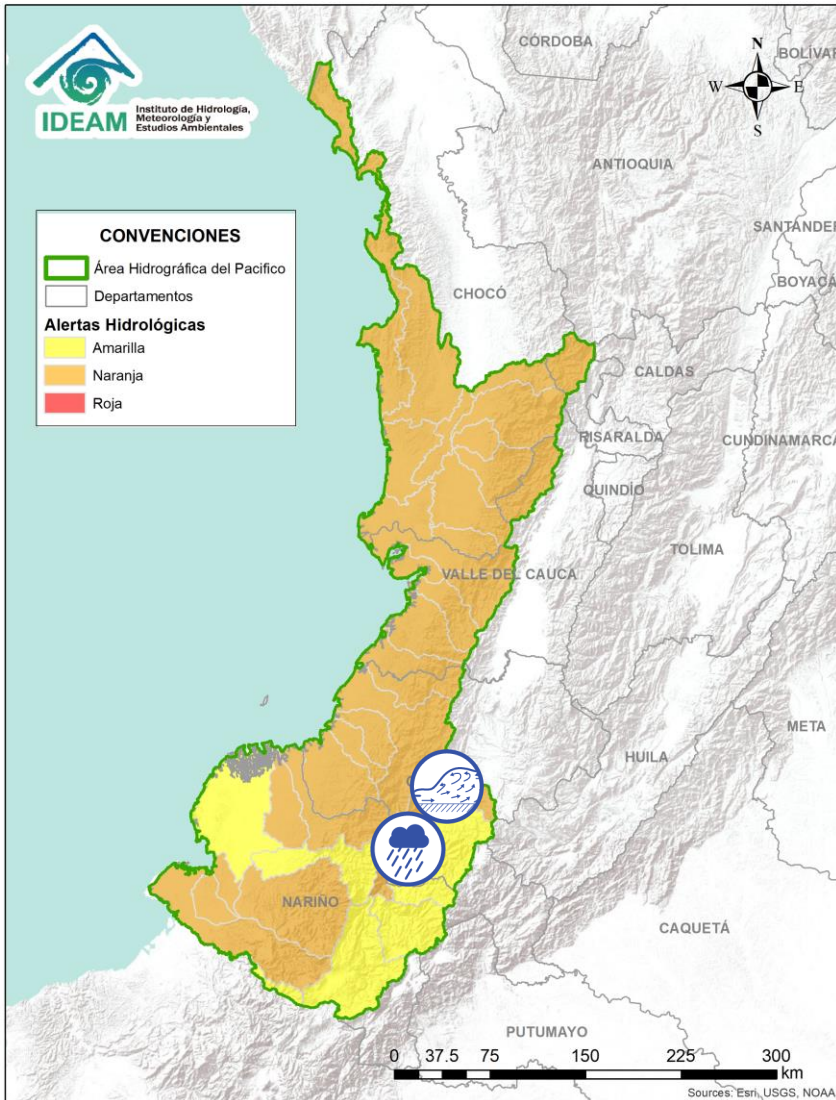 IDEAM
Instituto de Hidrología,
Meteorología y
Estudios Ambientales
N
W
E
S
CÓRDOBA
BOLÍVAR
ANTIOQUIA
SANTANDER
BOYACÁ
CHOCÓ
CONVENCIONES
Área Hidrográfica del Pacifico
Departamentos
Alertas Hidrológicas
Amarilla
Naranja
Roja
CALDAS
RISARALDA
CUNDINAMARCA
QUINDÍO
TOLIMA
VALLE DEL CAUCA
META
HUILA
NARIÑO
CAQUETÁ
PUTUMAYO
0 37.5 75 150 225 300
km
Sources: Esri, USGS, NOAA